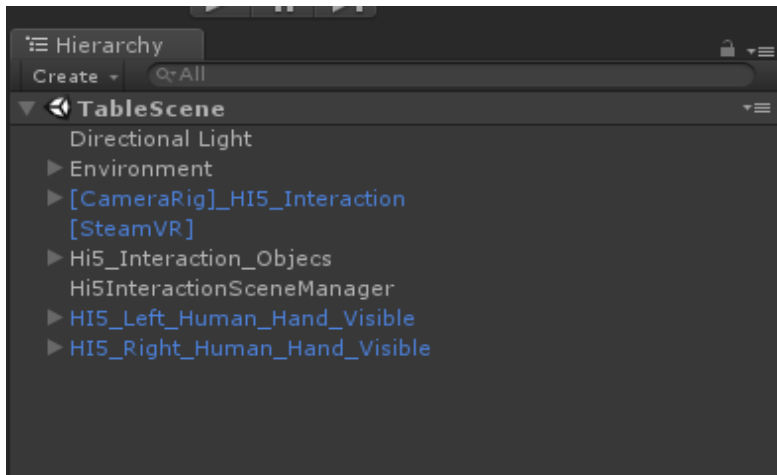 Hierarchy
Create All
TableScene
Directional Light
Environment
[CameraRig]_HI5_Interaction
[SteamVR]
Hi5_Interaction_Objecs
Hi5InteractionSceneManager
HI5_Left_Human_Hand_Visible
HI5_Right_Human_Hand_Visible